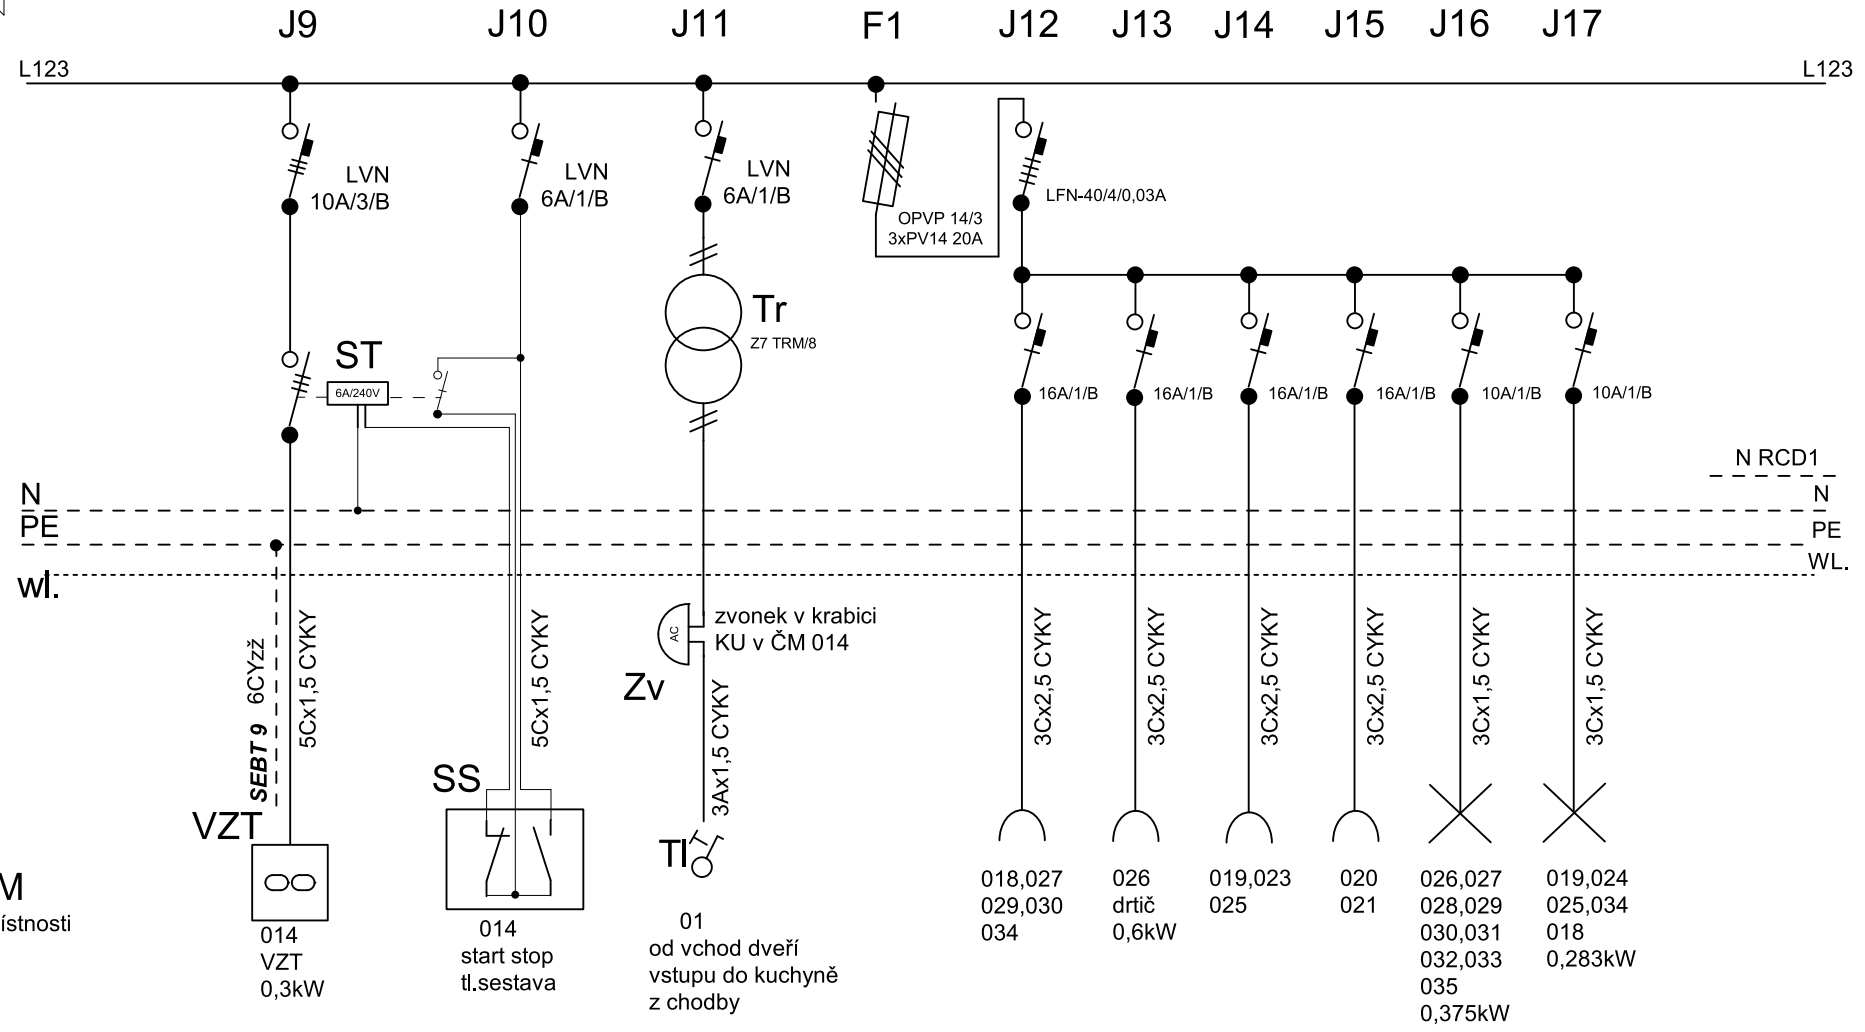 J9 J10 J11 F1 J12 J13 J14 J15 J16 J17
L123
L123
LVN
10A/3/B
LVN
6A/1/B
LVN
6A/1/B
OPVP 14/3
3xPV14 20A
LFN-40/4/0,03A
ST
6A/240V
Tr
Z7 TRM/8
16A/1/B
16A/1/B
16A/1/B
16A/1/B
10A/1/B
10A/1/B
N RCD1
N
N
PE
PE
wl.
WL.
SEBT 9 6CYzž
5Cx1,5 CYKY
5Cx1,5 CYKY
AC
zvonek v krabici
KU v ČM 014
Zv
3Ax1,5 CYKY
3Cx2,5 CYKY
3Cx2,5 CYKY
3Cx2,5 CYKY
3Cx2,5 CYKY
3Cx1,5 CYKY
3Cx1,5 CYKY
VZT
SS
Tl
M
ístnosti
014
VZT
0,3kW
014
start stop
tl.sestava
01
od vchod dveří
vstupu do kuchyně
z chodby
018,027
029,030
034
026
drtič
0,6kW
019,023
025
020
021
026,027
028,029
030,031
032,033
035
0,375kW
019,024
025,034
018
0,283kW